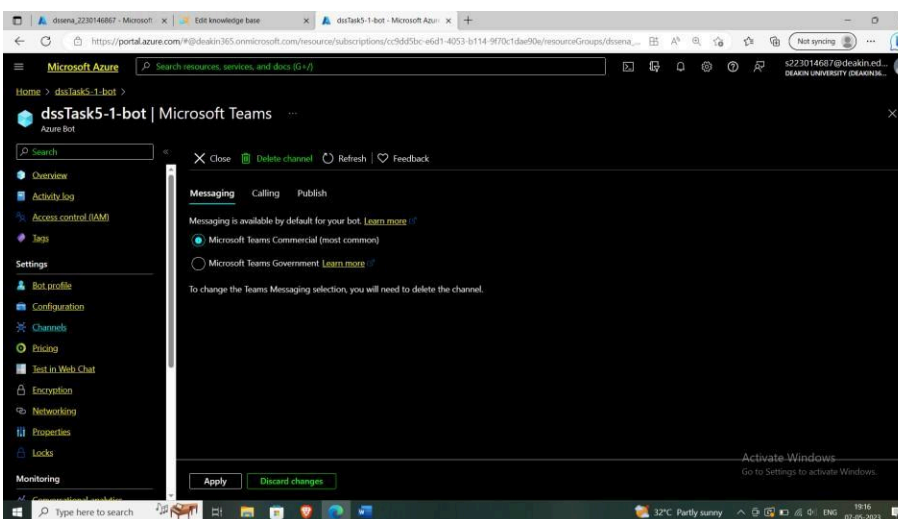 dssena_2230146867 - Microsoft
Edit knowledge base
dssTask5-1-bot - Microsoft Azur
https://portal.azure.com/#@deakin365.onmicrosoft.com/resource/subscriptions/cc9dd5bc-e6d1-4053-b114-9f70c1dae90e/resourceGroups/dssena_...
Not syncing
Microsoft Azure
Search resources, services, and docs (G+/)
s223014687@deakin.ed...
DEAKIN UNIVERSITY (DEAKIN36...
Home > dssTask5-1-bot >
dssTask5-1-bot | Microsoft Teams ...
Azure Bot
Search
Close
Delete channel
Refresh
Feedback
Overview
Activity log
Access control (IAM)
Tags
Settings
Bot profile
Configuration
Channels
Pricing
Test in Web Chat
Encryption
Networking
Properties
Locks
Monitoring
Conversational analytics
Messaging
Calling
Publish
Messaging is available by default for your bot. Learn more
Microsoft Teams Commercial (most common)
Microsoft Teams Government Learn more
To change the Teams Messaging selection, you will need to delete the channel.
Apply
Discard changes
Activate Windows
Go to Settings to activate Windows.
Type here to search
32°C Partly sunny
ENG
19:16
07-05-2023